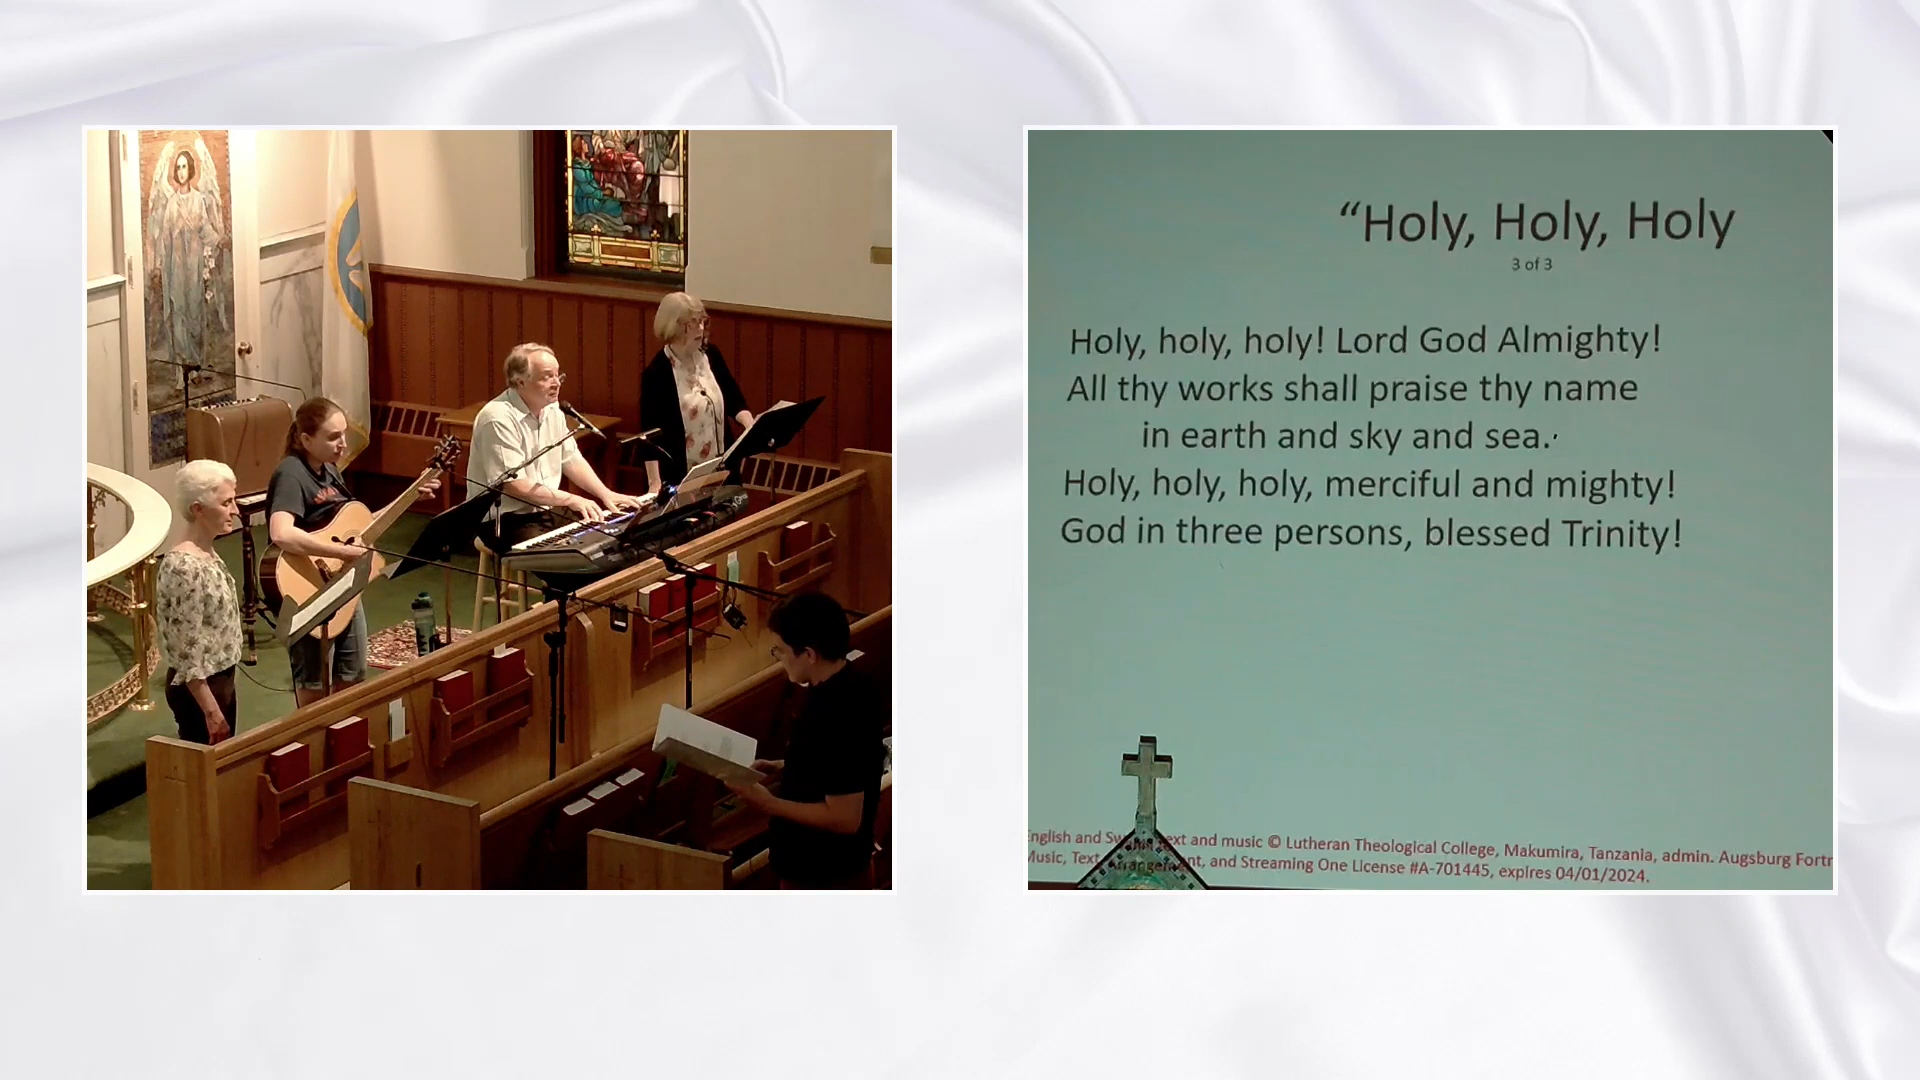 “Holy, Holy, Holy
3 of 3
Holy, holy, holy! Lord God Almighty!
All thy works shall praise thy name
in earth and sky and sea.
Holy, holy, holy, merciful and mighty!
God in three persons, blessed Trinity!
English and text and music © Lutheran Theological College, Makumira, Tanzania, admin. Augsburg
Music, Text, and Streaming One License #A-701445, expires 04/01/2024.